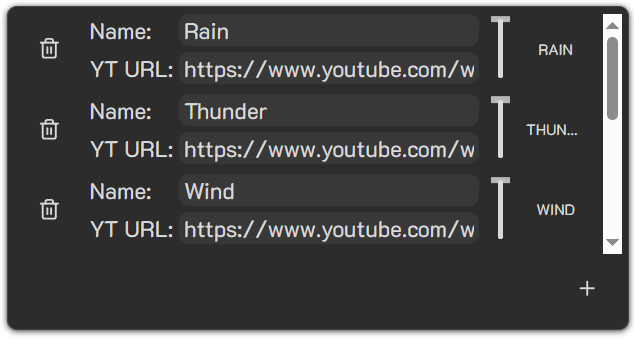 Name: Rain
YT URL: https://www.youtube.com/w
RAIN
Name: Thunder
YT URL: https://www.youtube.com/w
THUN...
Name: Wind
YT URL: https://www.youtube.com/w
WIND
+